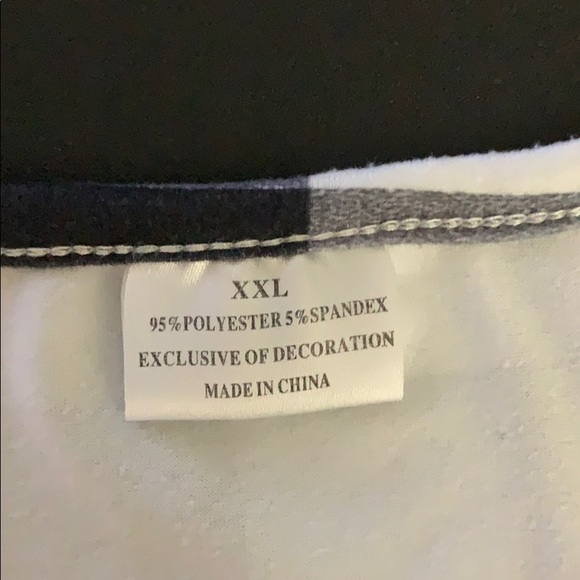 XXL
95%POLYESTER 5%SPANDEX
EXCLUSIVE OF DECORATION
MADE IN CHINA